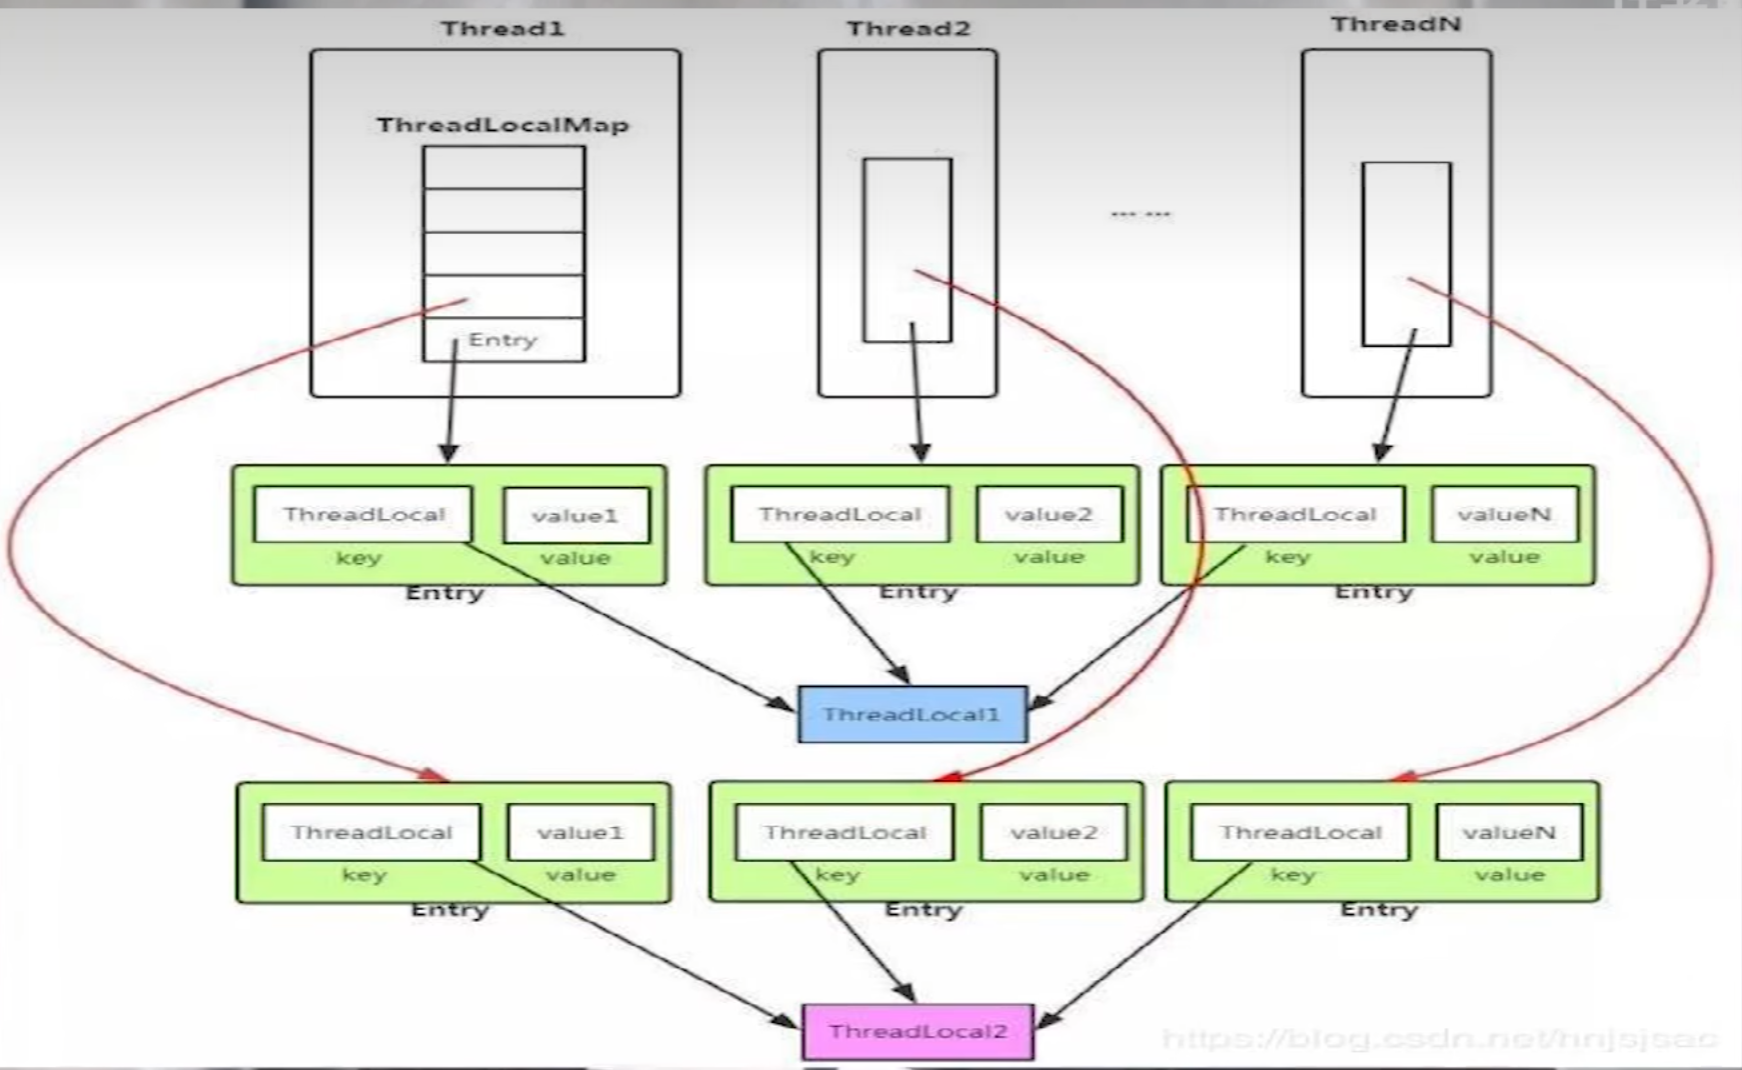 Thread1
Thread2
ThreadN
ThreadLocalMap
... ...
Entry
ThreadLocal
value1
key
value
Entry
ThreadLocal
value2
key
value
Entry
ThreadLocal
valueN
key
value
Entry
ThreadLocal1
ThreadLocal
value1
key
value
Entry
ThreadLocal
value2
key
value
Entry
ThreadLocal
valueN
key
value
Entry
ThreadLocal2
https://blog.csdn.net/hnjsjsac